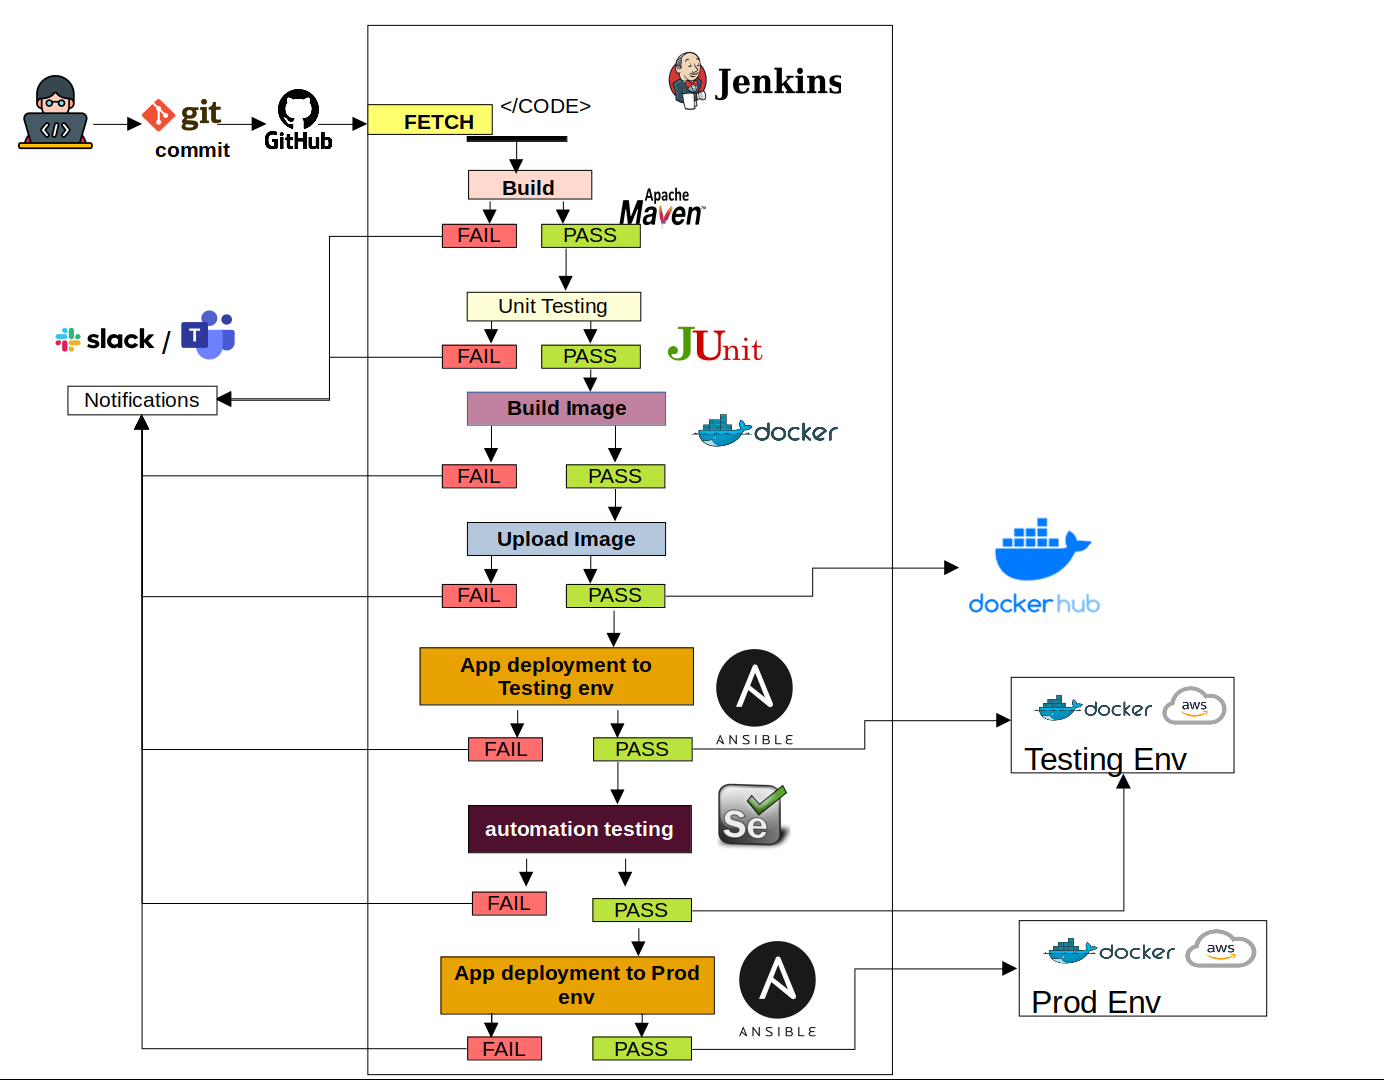 Jenkins
</CODE>
git
commit
GitHub
FETCH
Build
Apache
Maven™
FAIL
PASS
Unit Testing
JUnit
FAIL
PASS
slack / T
Notifications
Build Image
docker
FAIL
PASS
Upload Image
FAIL
PASS
docker hub
App deployment to
Testing env
ANSIBLE
FAIL
PASS
docker
aws
Testing Env
automation testing
Se
FAIL
PASS
App deployment to Prod
env
ANSIBLE
FAIL
PASS
docker
aws
Prod Env